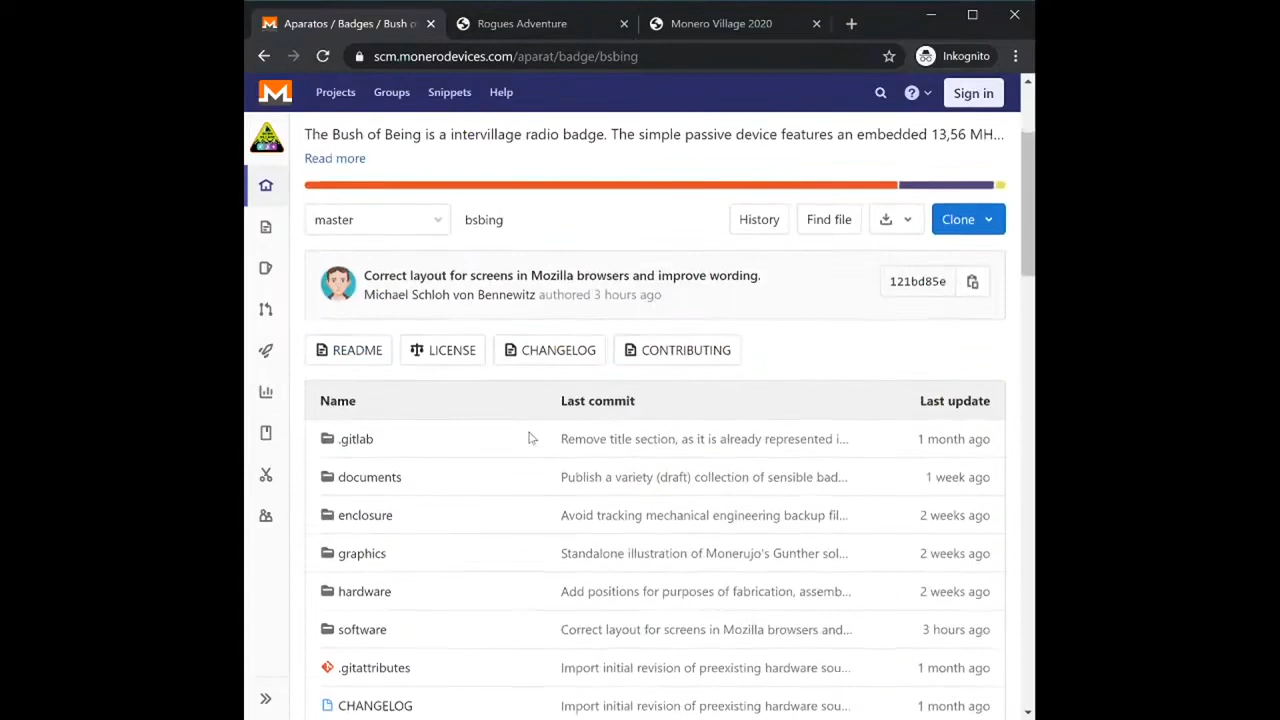 Aparatos / Badges / Bush o
Rogues Adventure
Monero Village 2020
scm.monerodevices.com/aparat/badge/bsbing
Inkognito
Projects Groups Snippets Help Sign in
The Bush of Being is a intervillage radio badge. The simple passive device features an embedded 13,56 MH...
Read more
master bsbing History Find file Clone
Correct layout for screens in Mozilla browsers and improve wording.
Michael Schloh von Bennewitz authored 3 hours ago
121bd85e
README LICENSE CHANGELOG CONTRIBUTING
Name Last commit Last update
.gitlab Remove title section, as it is already represented i... 1 month ago
documents Publish a variety (draft) collection of sensible bad... 1 week ago
enclosure Avoid tracking mechanical engineering backup fil... 2 weeks ago
graphics Standalone illustration of Monerujo's Gunther sol... 2 weeks ago
hardware Add positions for purposes of fabrication, assemb... 2 weeks ago
software Correct layout for screens in Mozilla browsers and... 3 hours ago
.gitattributes Import initial revision of preexisting hardware sou... 1 month ago
CHANGELOG Import initial revision of preexisting hardware sou... 1 month ago